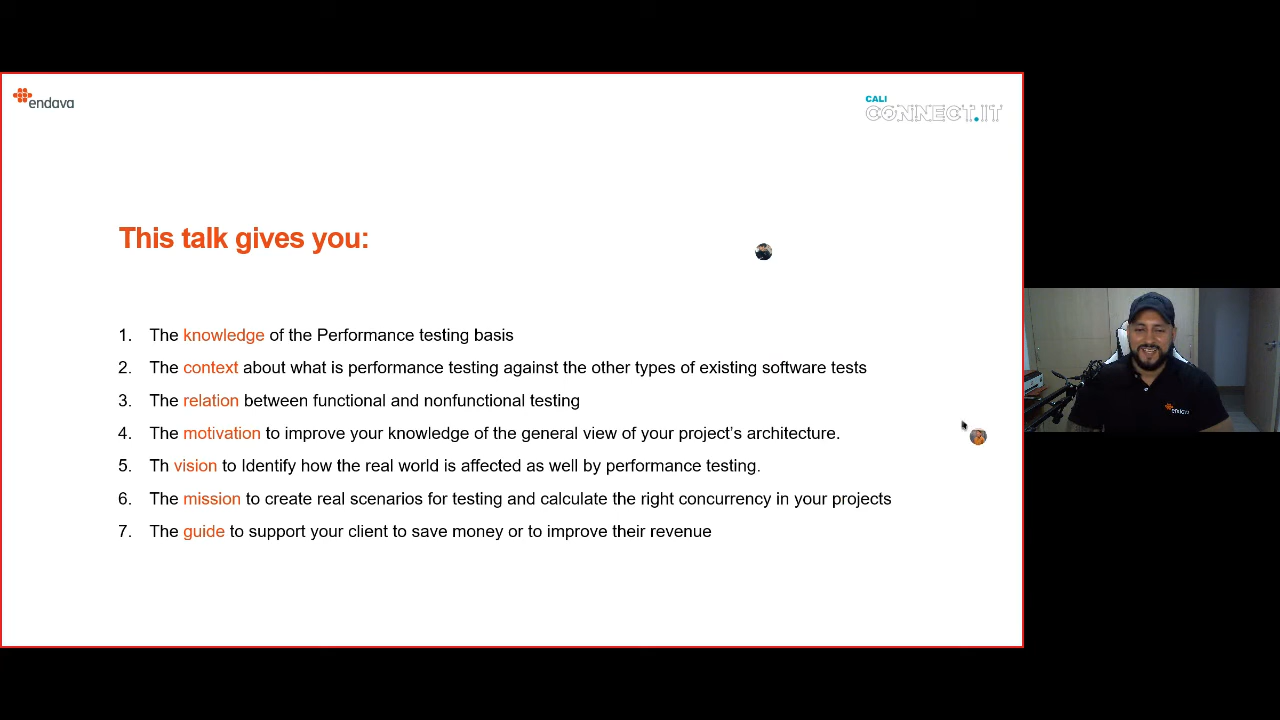 endava
CALI
CONNECT.IT
This talk gives you:
1. The knowledge of the Performance testing basis
2. The context about what is performance testing against the other types of existing software tests
3. The relation between functional and nonfunctional testing
4. The motivation to improve your knowledge of the general view of your project's architecture.
5. Th vision to Identify how the real world is affected as well by performance testing.
6. The mission to create real scenarios for testing and calculate the right concurrency in your projects
7. The guide to support your client to save money or to improve their revenue
endava